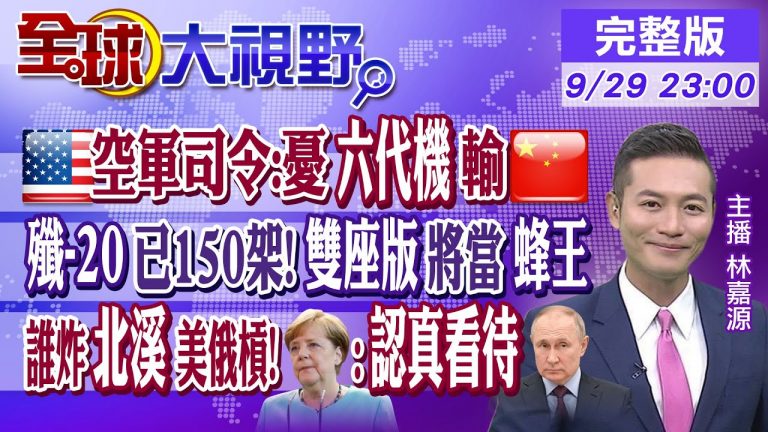 全球大視野
完整版
9/29 23:00
空軍司令:憂六代機輸
殲-20已150架!雙座版將當蜂王
誰炸北溪美俄槓! :認真看待
主播 林嘉源